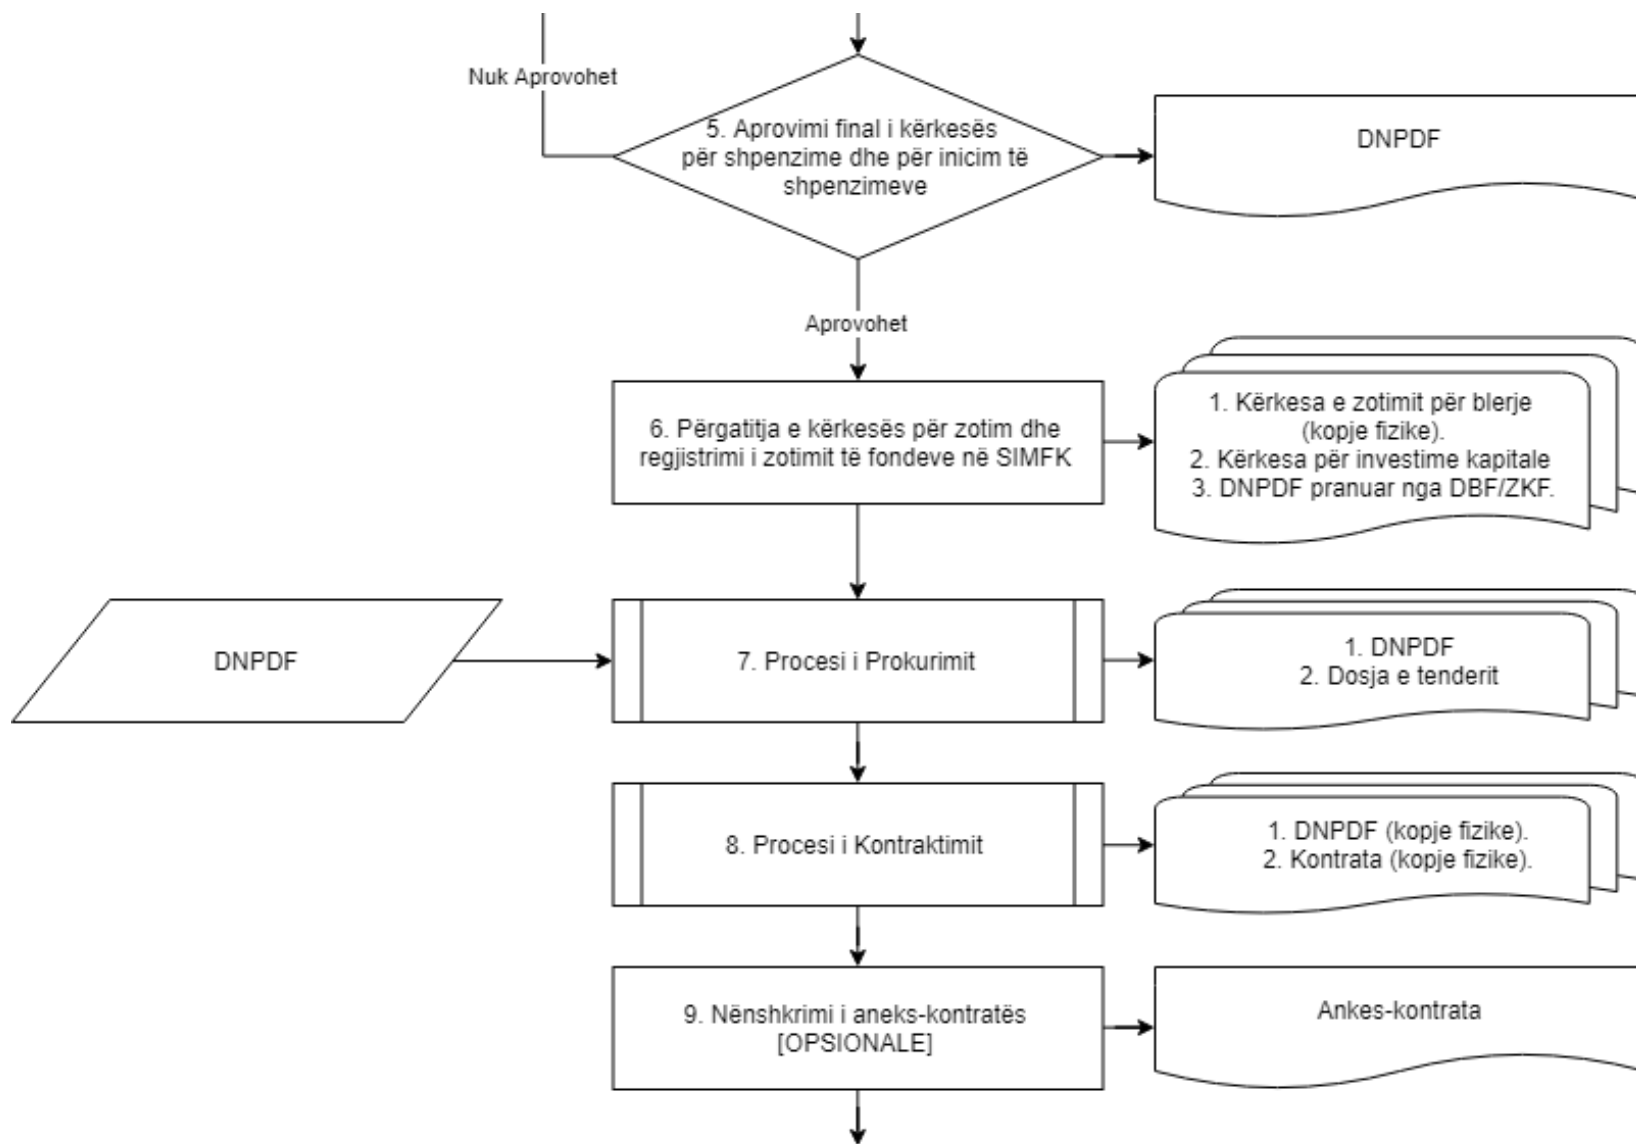 Nuk Aprovohet
5. Aprovimi final i kërkesës
për shpenzime dhe për inicim të
shpenzimeve
DNPDF
Aprovohet
6. Përgatitja e kërkesës për zotim dhe
regjistrimi i zotimit të fondeve në SIMFK
1. Kërkesa e zotimit për blerje
(kopje fizike).
2. Kërkesa për investime kapitale
3. DNPDF pranuar nga DBF/ZKF.
DNPDF
7. Procesi i Prokurimit
1. DNPDF
2. Dosja e tenderit
8. Procesi i Kontraktimit
1. DNPDF (kopje fizike).
2. Kontrata (kopje fizike).
9. Nënshkrimi i aneks-kontratës
[OPSIONALE]
Ankes-kontrata